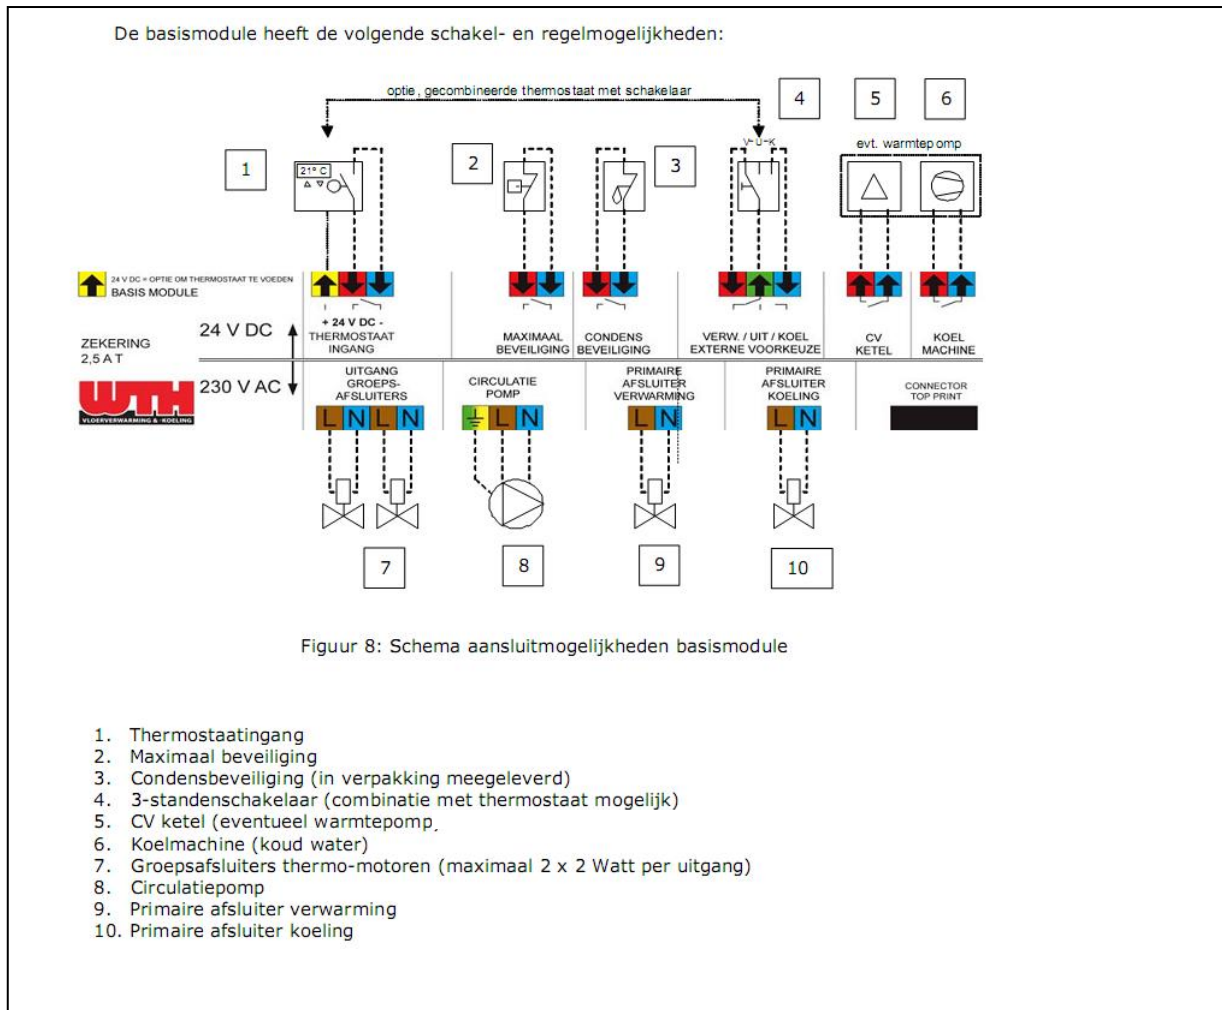 De basismodule heeft de volgende schakel- en regelmogelijkheden:
optie, gecombineerde thermostaat met schakelaar
4
5
6
1
2
3
V-U-K
evt. warmtepomp
21° C
24 V DC = OPTIE OM THERMOSTAAT TE VOEDEN
BASIS MODULE
ZEKERING
2,5 A T
24 V DC
230 V AC
WTH
VLOERVERWARMING & KOELING
+ 24 V DC -
THERMOSTAAT
INGANG
MAXIMAAL
BEVEILIGING
CONDENS
BEVEILIGING
VERW. / UIT / KOEL
EXTERNE VOORKEUZE
CV
KETEL
KOEL
MACHINE
UITGANG
GROEPS-
AFSLUITERS
CIRCULATIE
POMP
PRIMAIRE
AFSLUITER
VERWARMING
PRIMAIRE
AFSLUITER
KOELING
CONNECTOR
TOP PRINT
L N L N
L N
L N
L N
7
8
9
10
Figuur 8: Schema aansluitmogelijkheden basismodule
1. Thermostaatingang
2. Maximaal beveiliging
3. Condensbeveiliging (in verpakking meegeleverd)
4. 3-standenschakelaar (combinatie met thermostaat mogelijk)
5. CV ketel (eventueel warmtepomp,
6. Koelmachine (koud water)
7. Groepsafsluiters thermo-motoren (maximaal 2 x 2 Watt per uitgang)
8. Circulatiepomp
9. Primaire afsluiter verwarming
10. Primaire afsluiter koeling